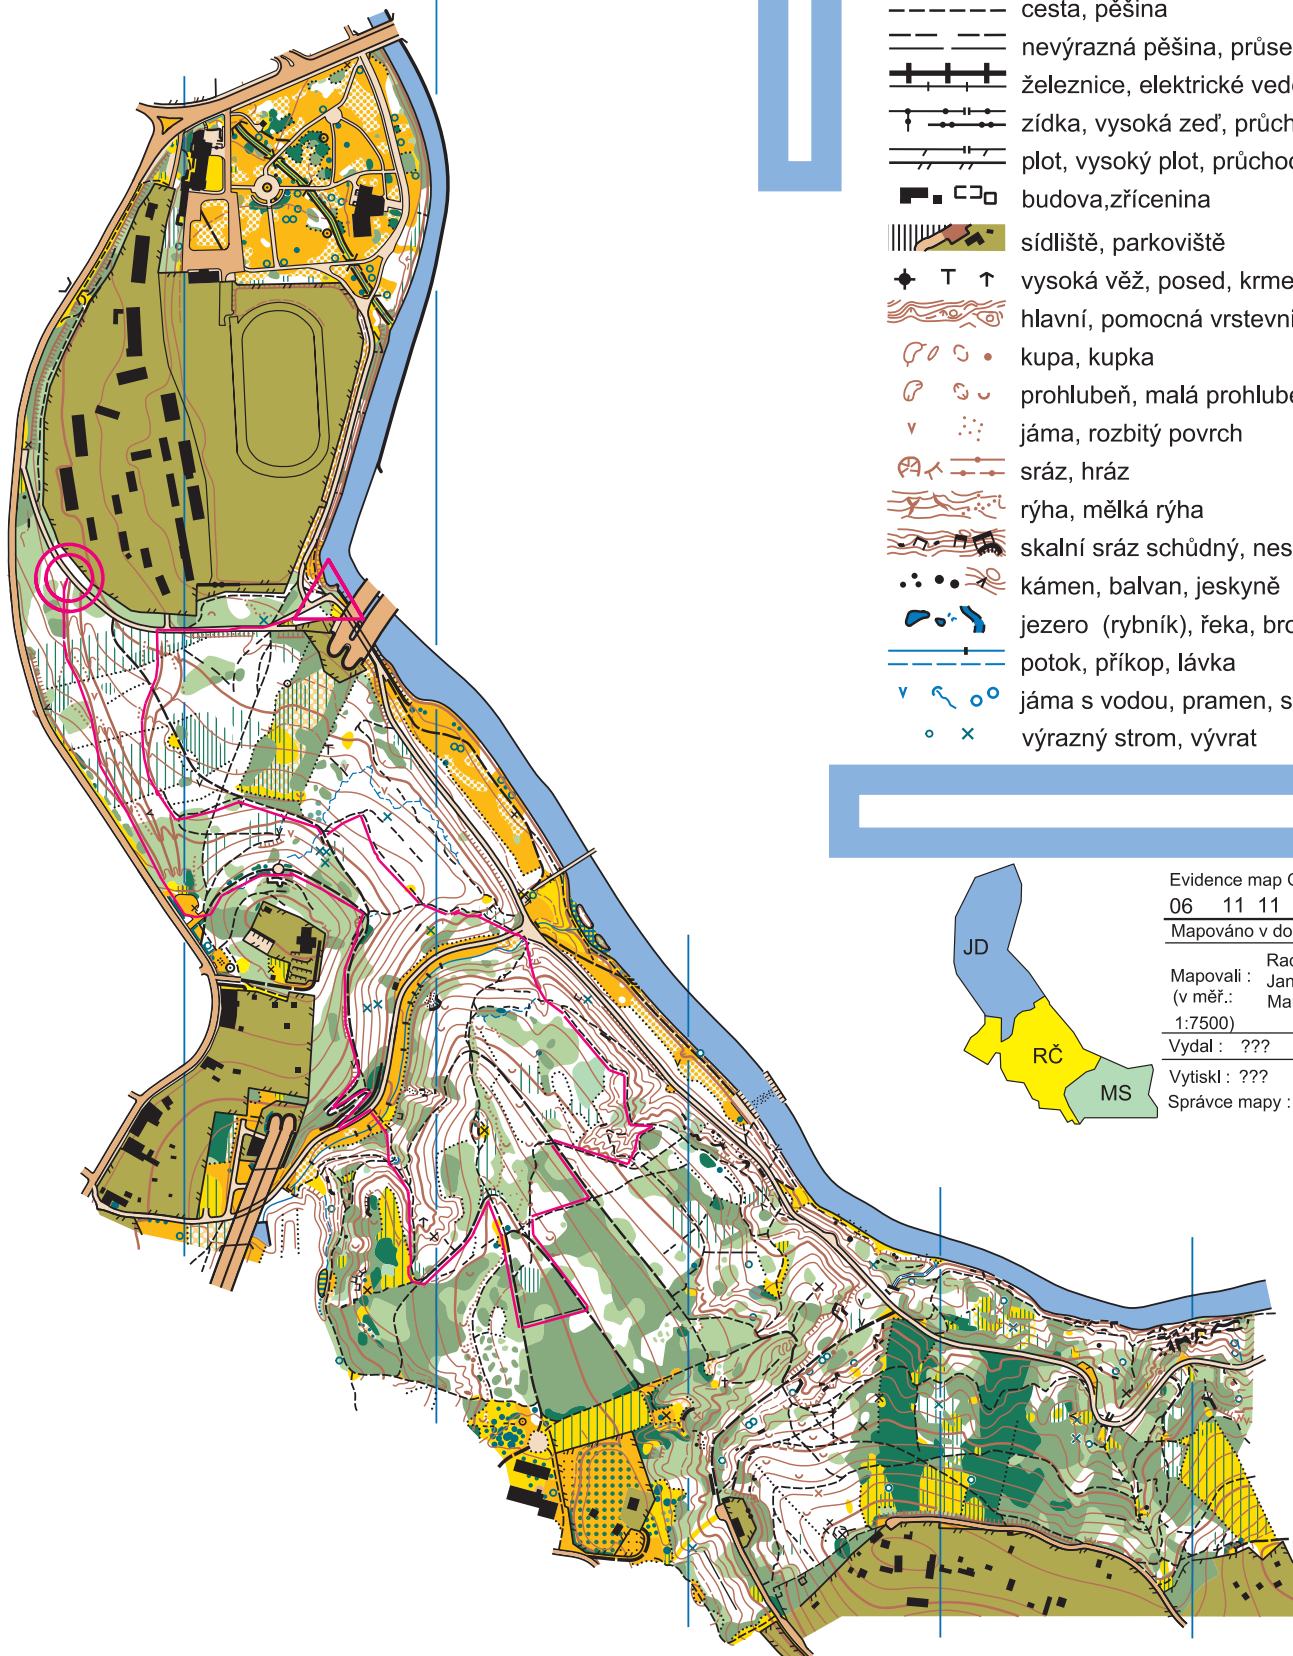 cesta, pěšina
nevýrazná pěšina, průse
železnice, elektrické vede
zídka, vysoká zeď, průch
plot, vysoký plot, průchod
budova,zřícenina
sídliště, parkoviště
vysoká věž, posed, krme
hlavní, pomocná vrstevni
kupa, kupka
prohlubeň, malá prohlube
jáma, rozbitý povrch
sráz, hráz
rýha, mělká rýha
skalní sráz schůdný, nes
kámen, balvan, jeskyně
jezero (rybník), řeka, bro
potok, příkop, lávka
jáma s vodou, pramen, s
výrazný strom, vývrat
JD
RČ
MS
Evidence map
06 11 11
Mapováno v do
Mapovali : Rad
(v měř.: Jan
1:7500) Ma
Vydal : ???
Vytiskl : ???
Správce mapy :